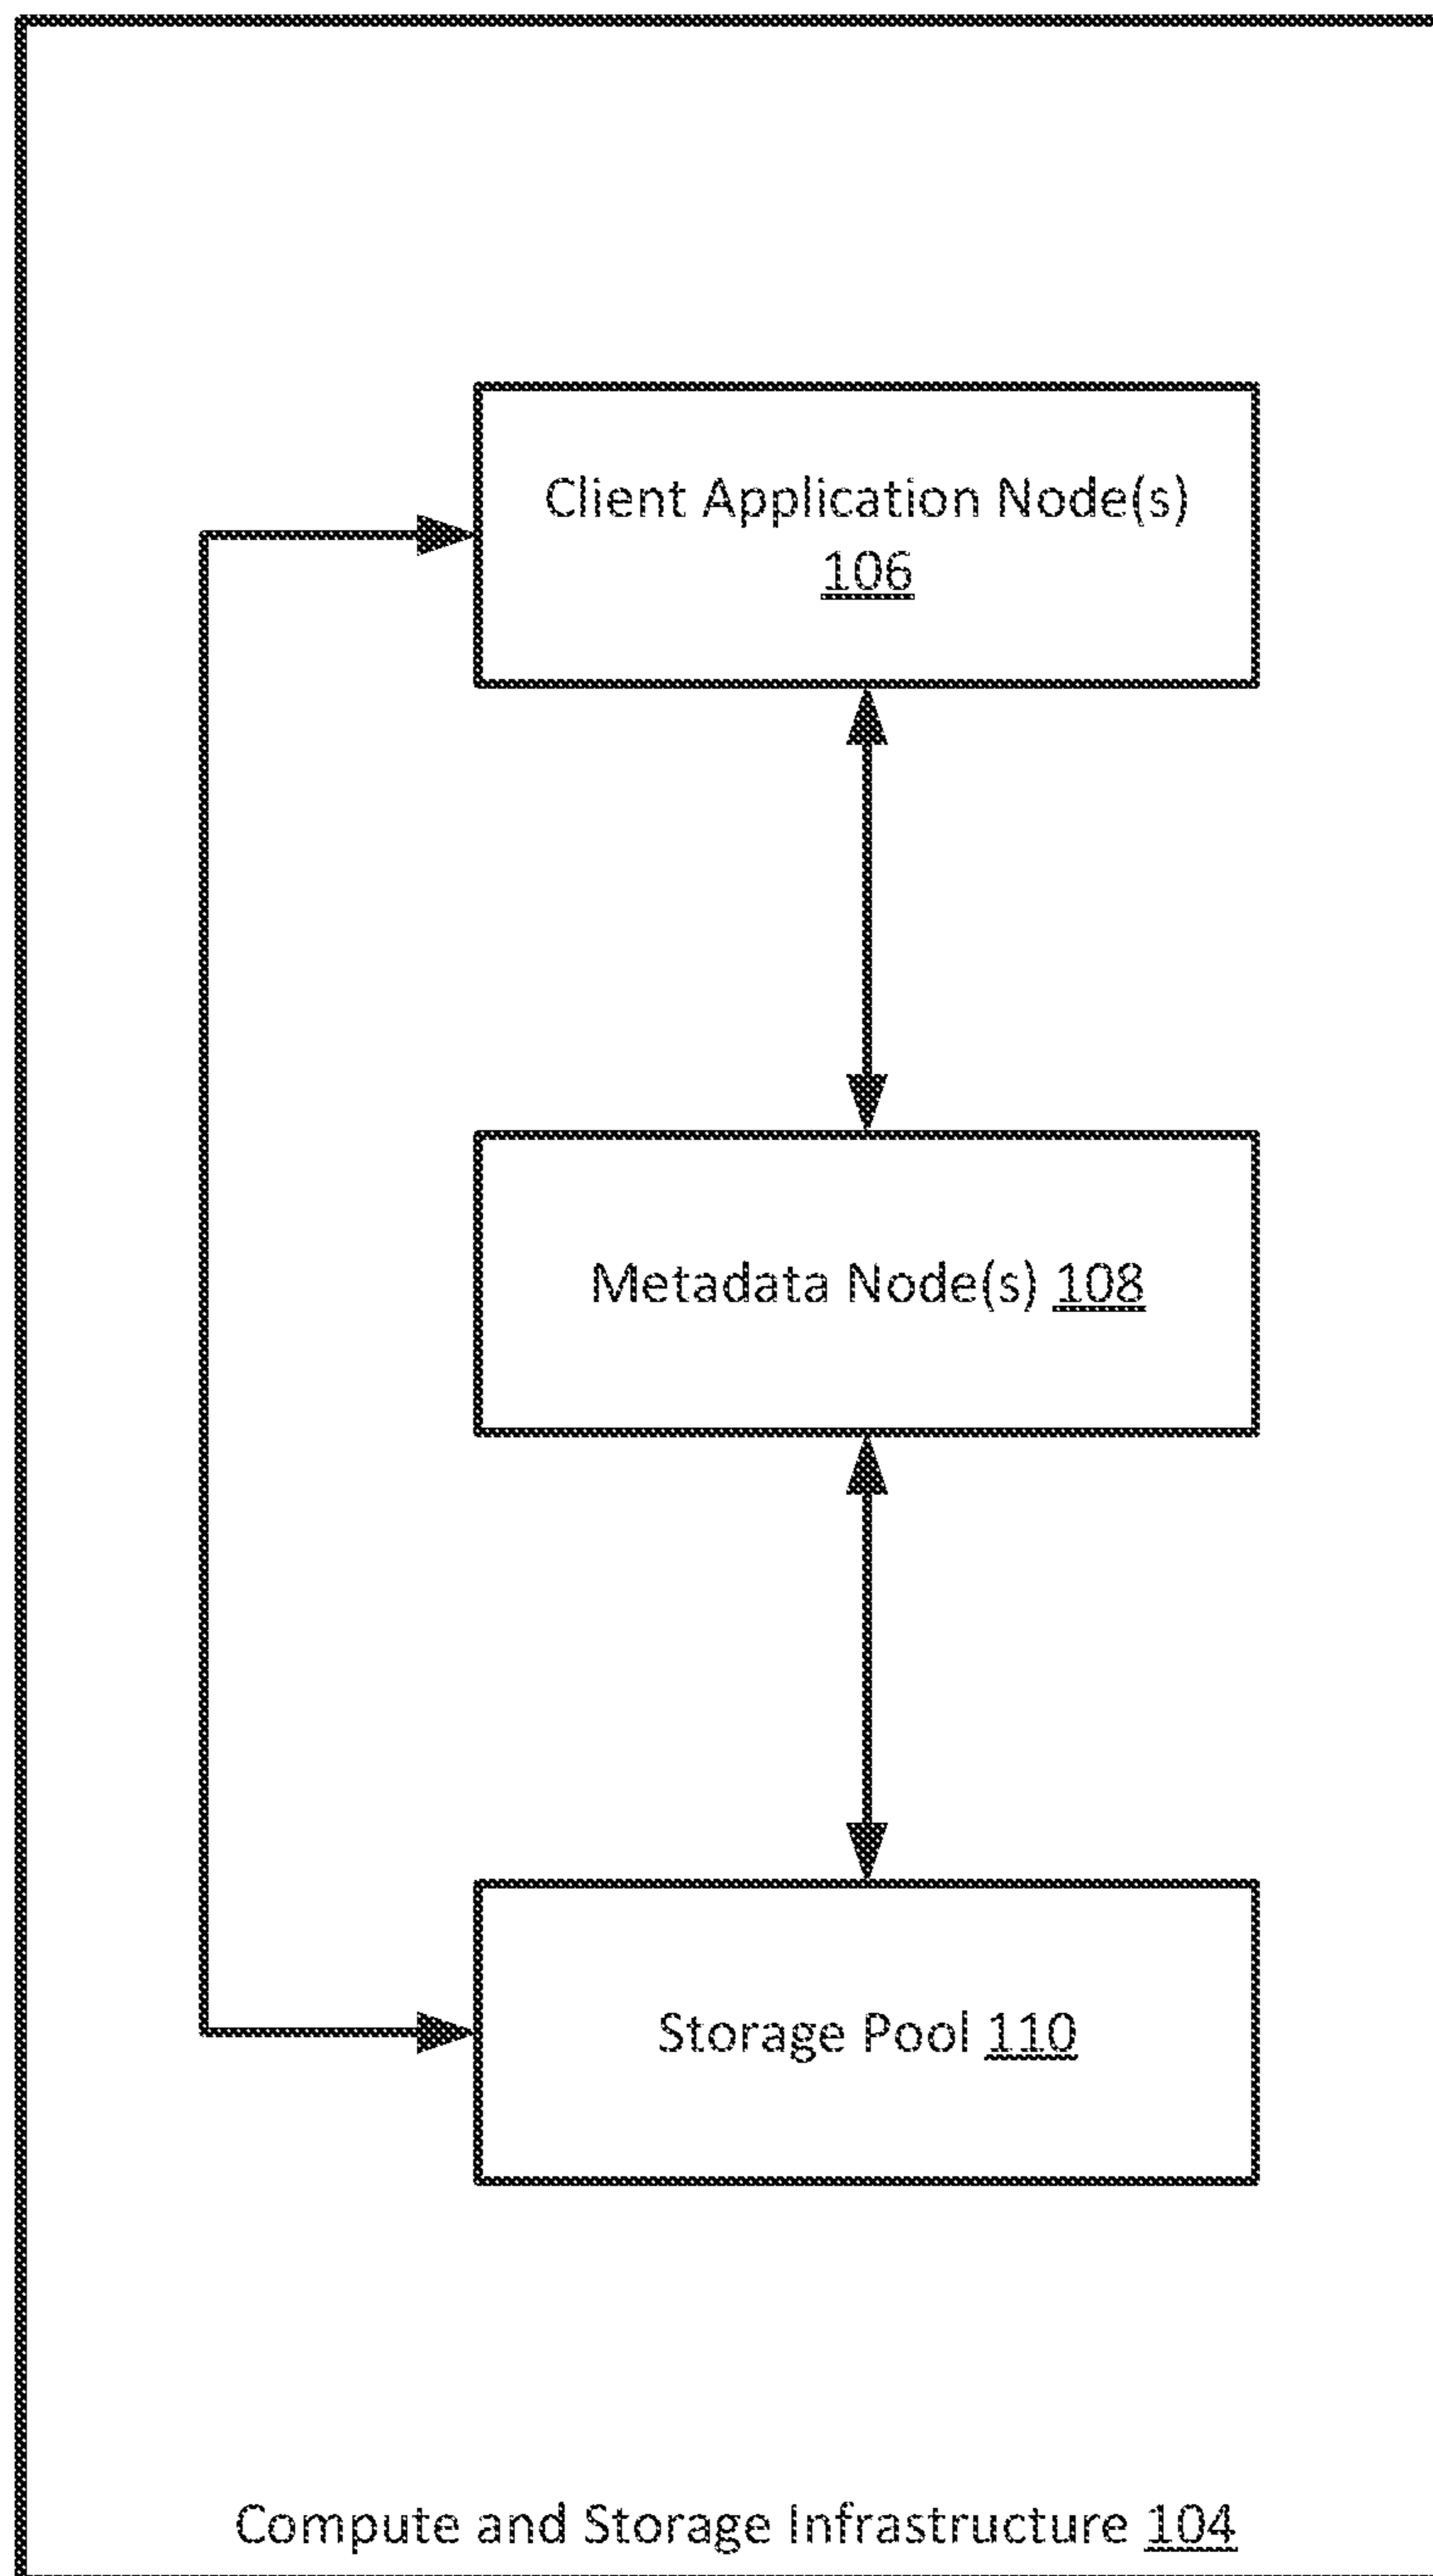 Client Application Node(s)
106
Metadata Node(s) 108
Storage Pool 110
Compute and Storage Infrastructure 104